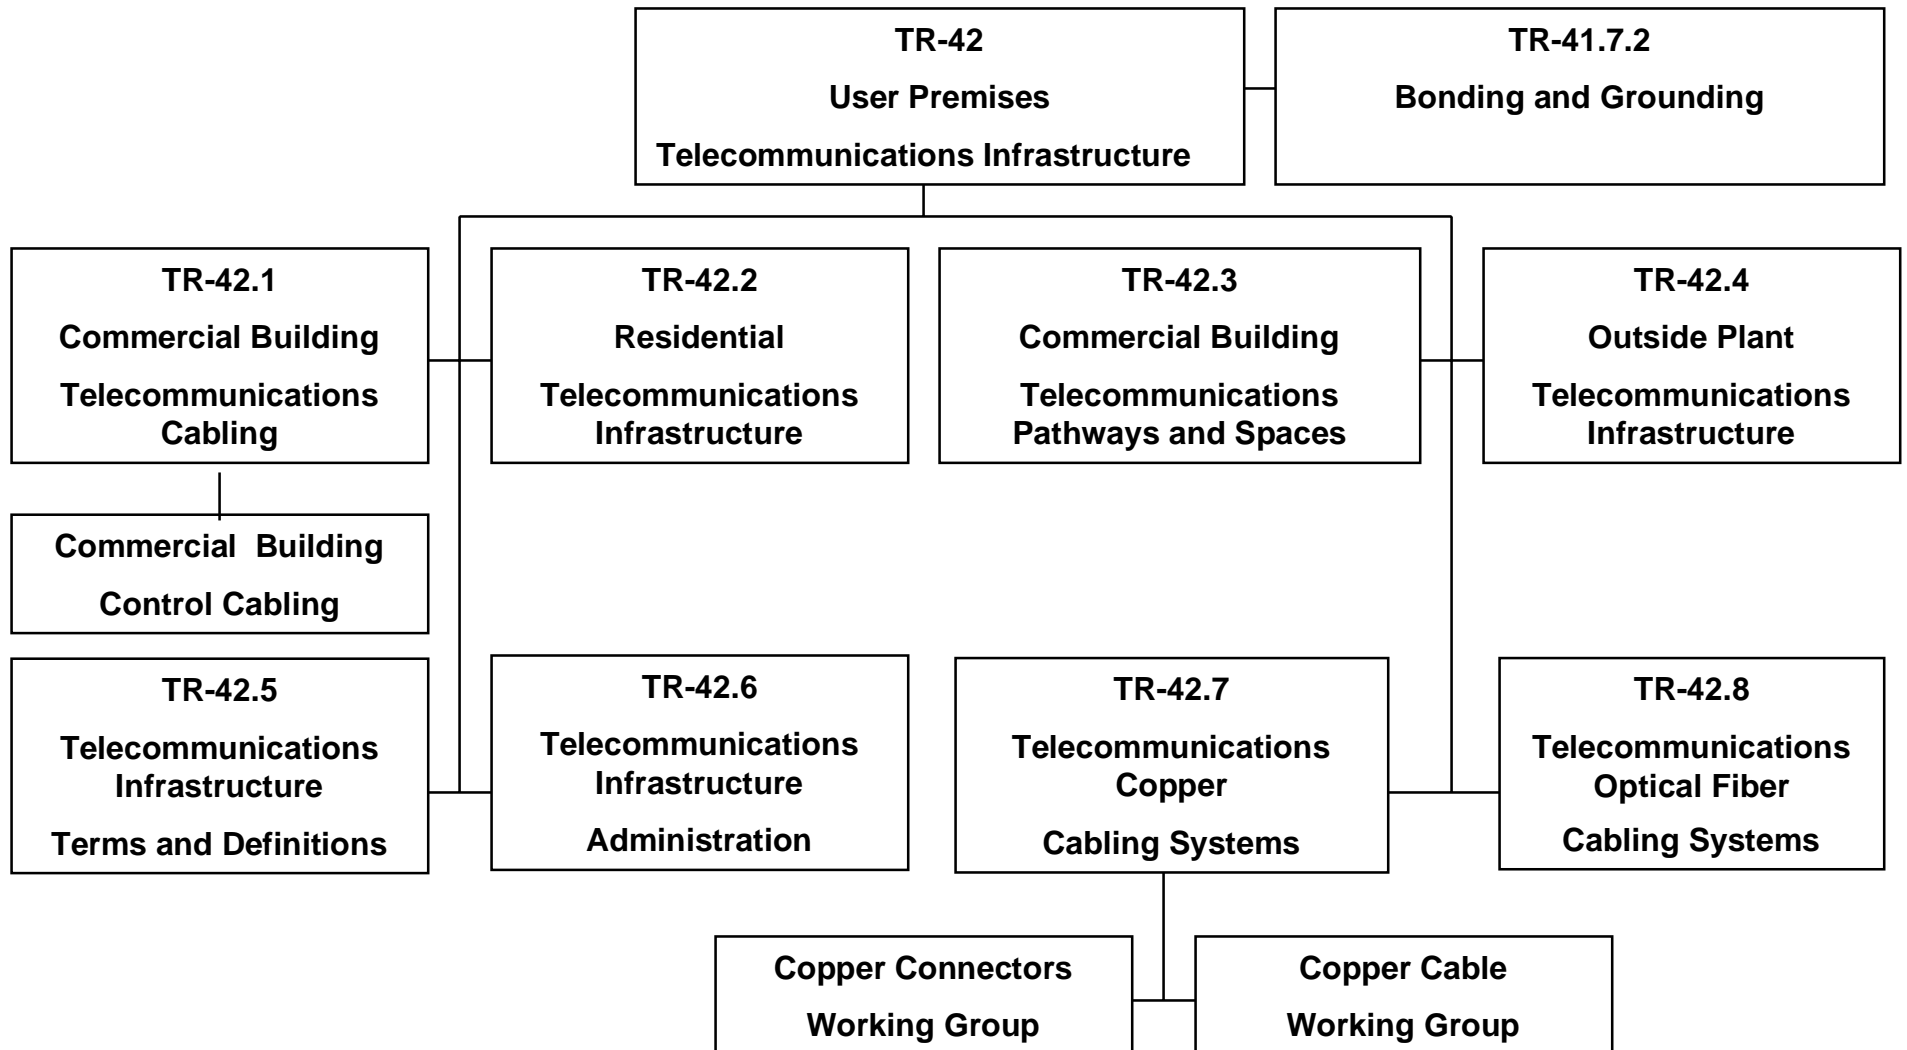 TR-42
User Premises
Telecommunications Infrastructure
TR-41.7.2
Bonding and Grounding
TR-42.1
Commercial Building
Telecommunications
Cabling
TR-42.2
Residential
Telecommunications
Infrastructure
TR-42.3
Commercial Building
Telecommunications
Pathways and Spaces
TR-42.4
Outside Plant
Telecommunications
Infrastructure
Commercial  Building
Control Cabling
TR-42.5
Telecommunications
Infrastructure
Terms and Definitions
TR-42.6
Telecommunications
Infrastructure
Administration
TR-42.7
Telecommunications
Copper
Cabling Systems
TR-42.8
Telecommunications
Optical Fiber
Cabling Systems
Copper Connectors
Working Group
Copper Cable
Working Group